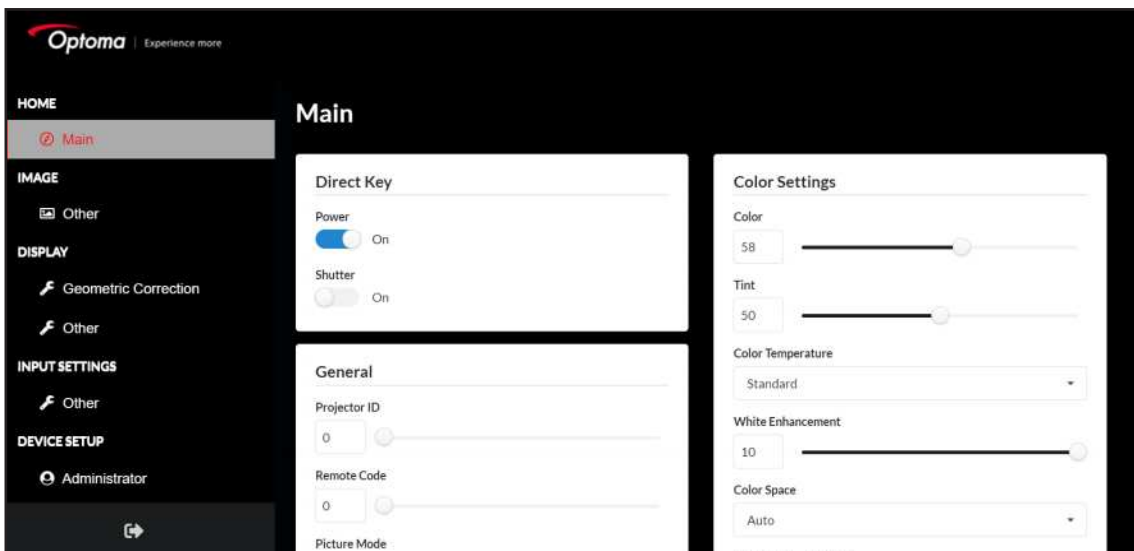 Optoma | Experience more
HOME
Main
IMAGE
Other
DISPLAY
Geometric Correction
Other
INPUT SETTINGS
Other
DEVICE SETUP
Administrator
Main
Direct Key
Power
On
Shutter
On
General
Projector ID
0
Remote Code
0
Picture Mode
Color Settings
Color
58
Tint
50
Color Temperature
Standard
White Enhancement
10
Color Space
Auto